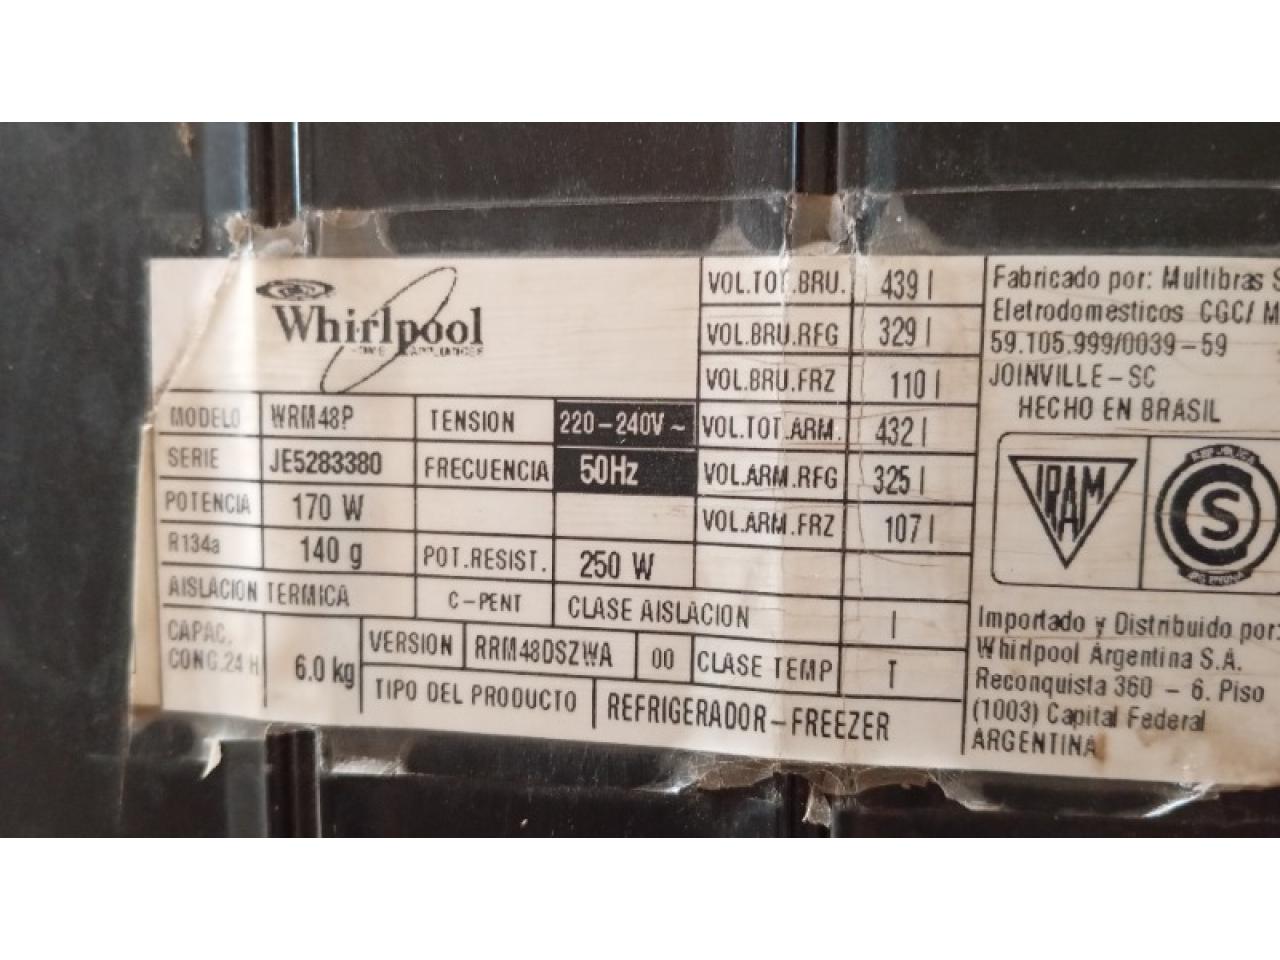 Whirlpool
HOME APPLIANCES
MODELO WRM48P TENSION 220-240V ~
SERIE JE5283380 FRECUENCIA 50Hz
POTENCIA 170 W
R134a 140 g POT.RESIST. 250 W
AISLACION TERMICA C-PENT CLASE AISLACION I
CAPAC. CONG.24 H 6.0 kg VERSION RRM48DSZWA 00 CLASE TEMP T
TIPO DEL PRODUCTO REFRIGERADOR-FREEZER
VOL.TOT.BRU. 439 l
VOL.BRU.RFG 329 l
VOL.BRU.FRZ 110 l
VOL.TOT.ARM. 432 l
VOL.ARM.RFG 325 l
VOL.ARM.FRZ 107 l
Fabricado por: Multibras S
Eletrodomesticos CGC/ M
59.105.999/0039-59
JOINVILLE-SC
HECHO EN BRASIL
IRAM
REPUBLICA
S
ARGENTINA
Importado y Distribuido por:
Whirlpool Argentina S.A.
Reconquista 360 - 6. Piso
(1003) Capital Federal
ARGENTINA